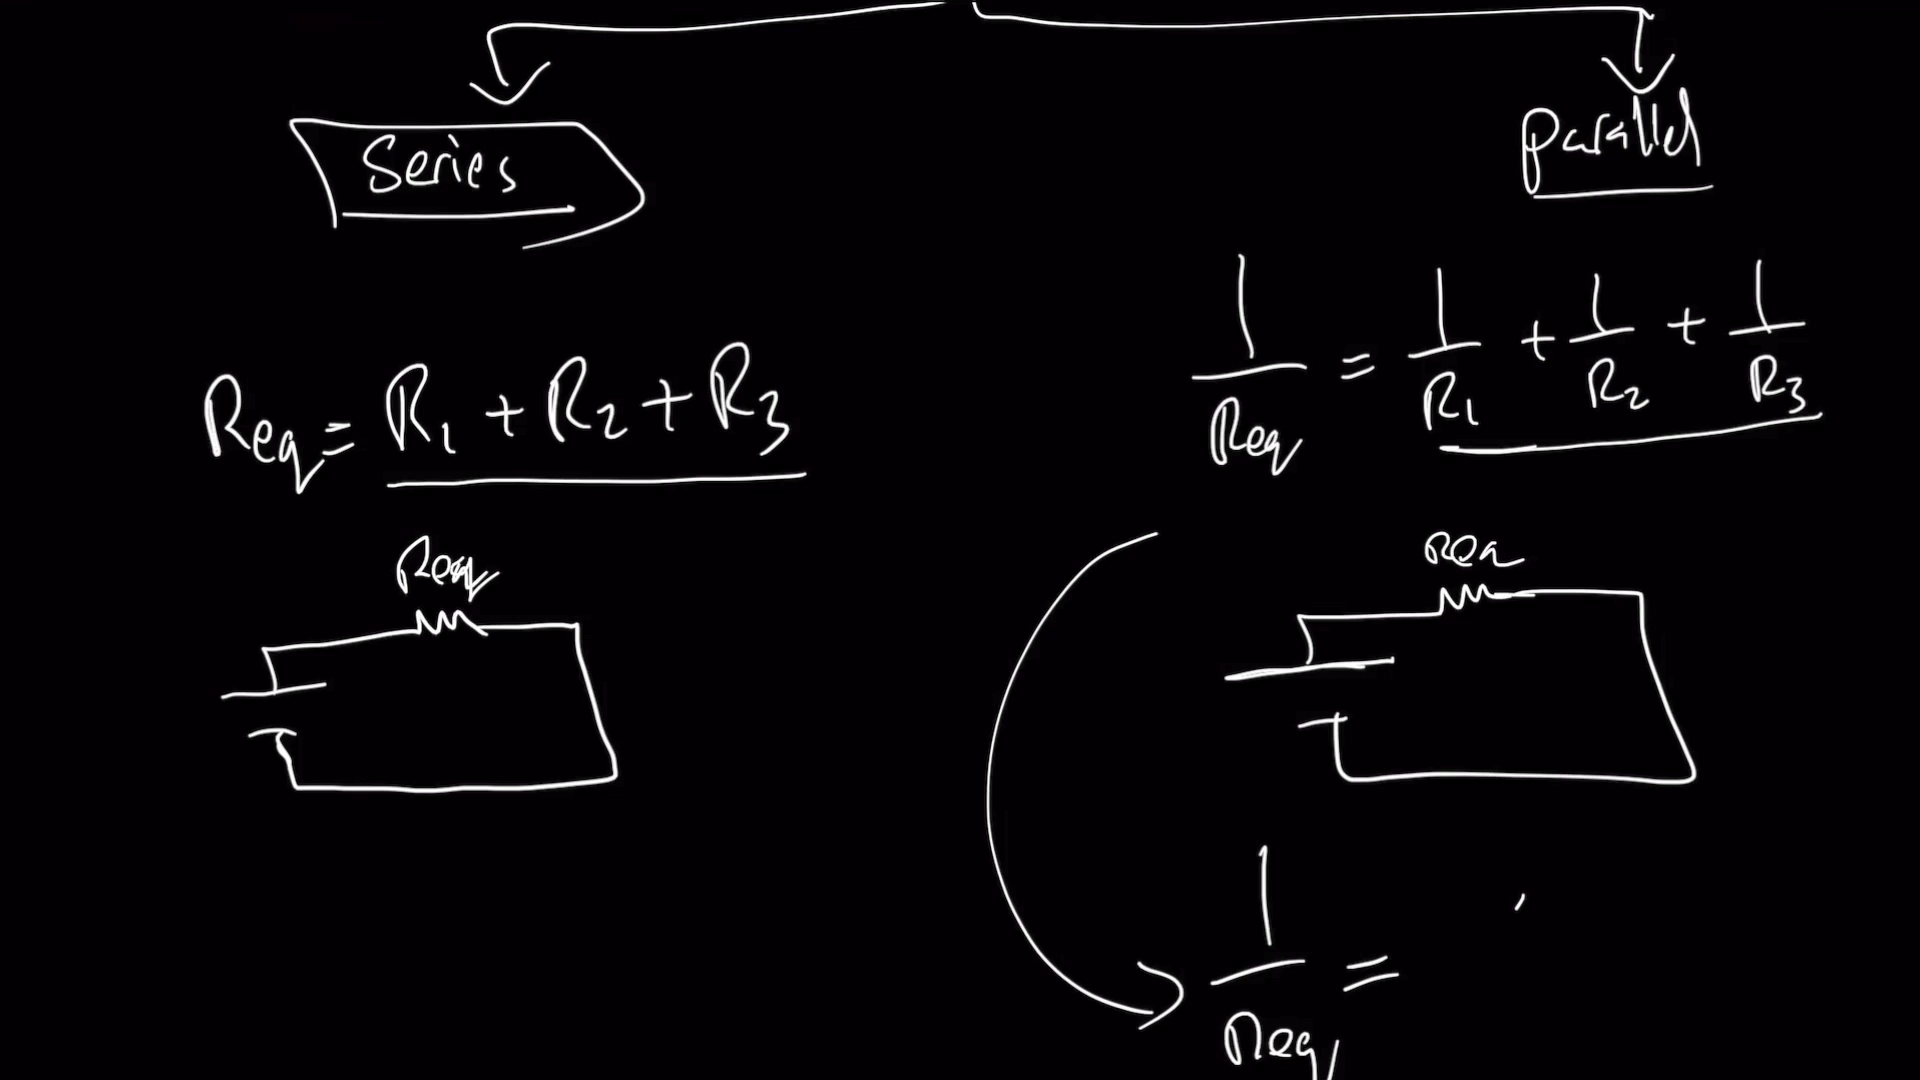 Series
parallel
Req = R1 + R2 + R3
1/Req = 1/R1 + 1/R2 + 1/R3
Req
Req
1/Req =